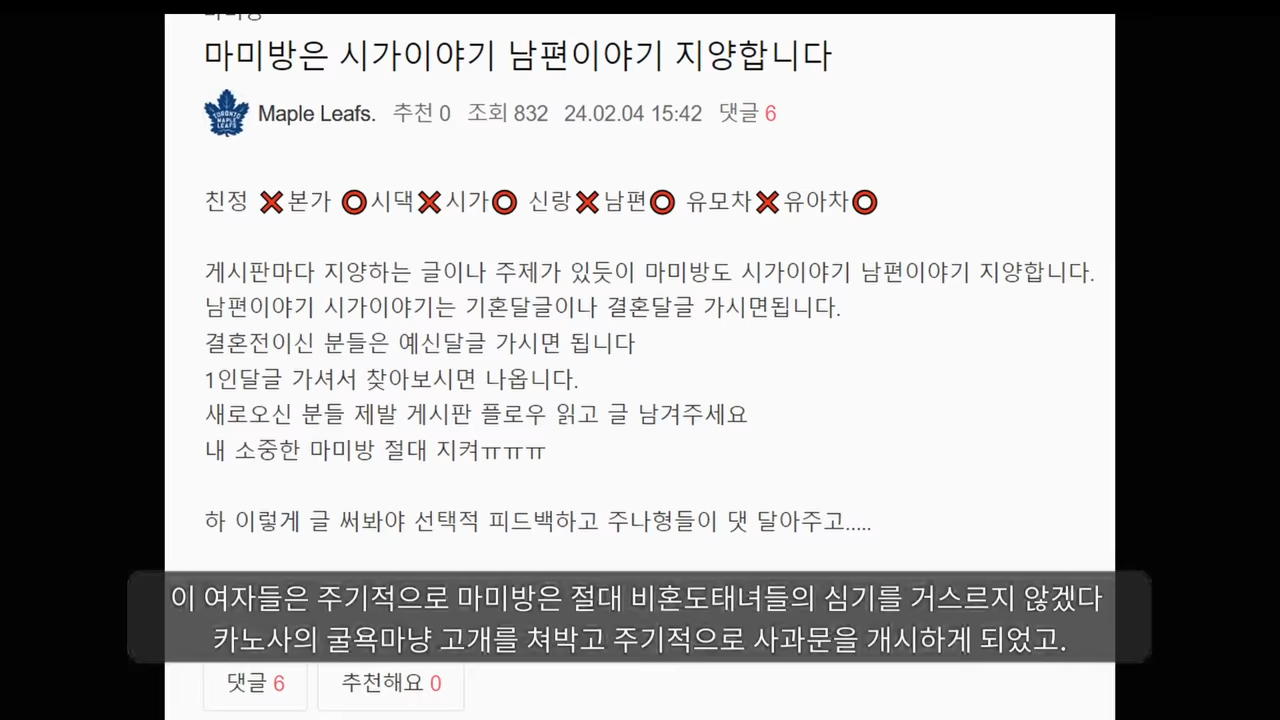 마미방은 시가이야기 남편이야기 지양합니다
Maple Leafs. 추천 0 조회 832 24.02.04 15:42 댓글 6
친정 ❌본가 ⭕시댁❌시가⭕ 신랑❌남편⭕ 유모차❌유아차⭕
게시판마다 지양하는 글이나 주제가 있듯이 마미방도 시가이야기 남편이야기 지양합니다.
남편이야기 시가이야기는 기혼달글이나 결혼달글 가시면됩니다.
결혼전이신 분들은 예신달글 가시면 됩니다
1인달글 가셔서 찾아보시면 나옵니다.
새로오신 분들 제발 게시판 플로우 읽고 글 남겨주세요
내 소중한 마미방 절대 지켜ㅠㅠㅠ
하 이렇게 글 써봐야 선택적 피드백하고 주나형들이 댓 달아주고.....
이 여자들은 주기적으로 마미방은 절대 비혼도태녀들의 심기를 거스르지 않겠다
카노사의 굴욕마냥 고개를 쳐박고 주기적으로 사과문을 개시하게 되었고.
댓글 6 추천해요 0